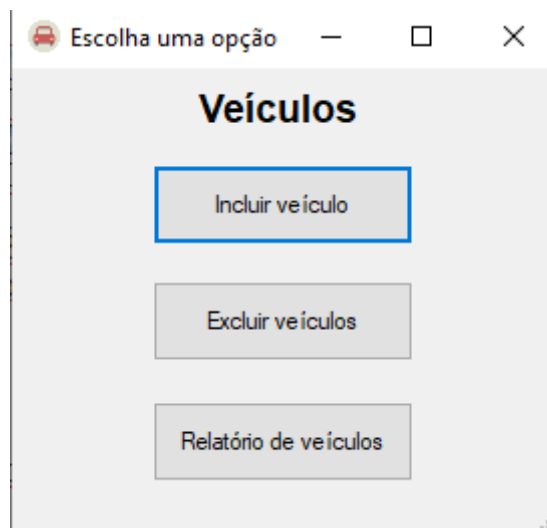 Escolha uma opção
Veículos
Incluir veículo
Excluir veículos
Relatório de veículos